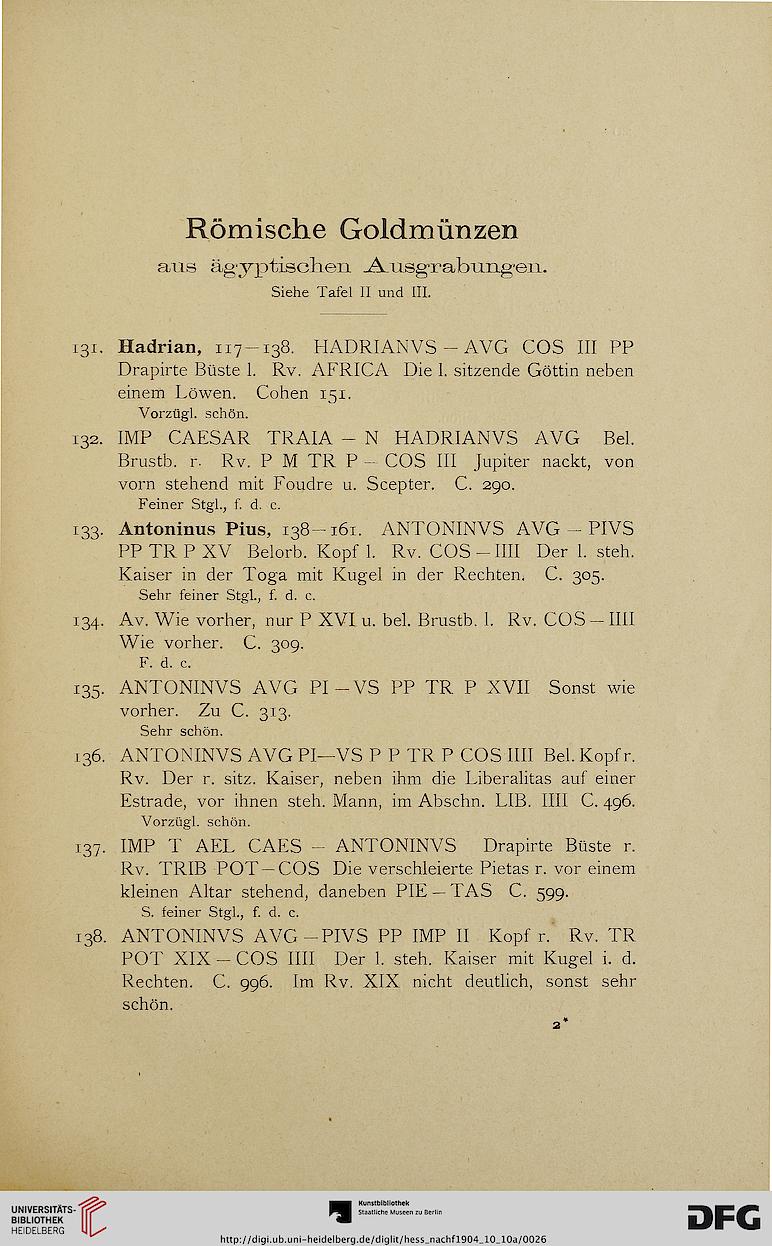 Römische Goldmünzen
aus ägyptischen Ausgrabungen.
Siehe Tafel II und III.
131. Hadrian, 117—138. HADRIANVS — AVG COS III PP
Drapirte Büste l. Rv. AFRICA Die l. sitzende Göttin neben
einem Löwen. Cohen 151.
Vorzügl. schön.
132. IMP CAESAR TRAIA — N HADRIANVS AVG Bel.
Brustb. r. Rv. P M TR P — COS III Jupiter nackt, von
vorn stehend mit Foudre u. Scepter. C. 290.
Feiner Stgl., f. d. c.
133. Antoninus Pius, 138—161. ANTONINVS AVG — PIVS
PP TR P XV Belorb. Kopf l. Rv. COS — IIII Der l. steh.
Kaiser in der Toga mit Kugel in der Rechten. C. 305.
Sehr feiner Stgl., f. d. c.
134. Av. Wie vorher, nur P XVI u. bel. Brustb. l. Rv. COS — IIII
Wie vorher. C. 309.
F. d. c.
135. ANTONINVS AVG PI — VS PP TR P XVII Sonst wie
vorher. Zu C. 313.
Sehr schön.
136. ANTONINVS AVG PI—VS P P TR P COS IIII Bel. Kopf r.
Rv. Der r. sitz. Kaiser, neben ihm die Liberalitas auf einer
Estrade, vor ihnen steh. Mann, im Abschn. LIB. IIII C. 496.
Vorzügl. schön.
137. IMP T AEL CAES — ANTONINVS Drapirte Büste r.
Rv. TRIB POT — COS Die verschleierte Pietas r. vor einem
kleinen Altar stehend, daneben PIE — TAS C. 599.
S. feiner Stgl., f. d. c.
138. ANTONINVS AVG — PIVS PP IMP II Kopf r. Rv. TR
POT XIX — COS IIII Der l. steh. Kaiser mit Kugel i. d.
Rechten. C. 996. Im Rv. XIX nicht deutlich, sonst sehr
schön.
2*
UNIVERSITÄTS-
BIBLIOTHEK
HEIDELBERG
Kunstbibliothek
Staatliche Museen zu Berlin
DFG
http://digi.ub.uni-heidelberg.de/diglit/hess_nachf1904_10_10a/0026